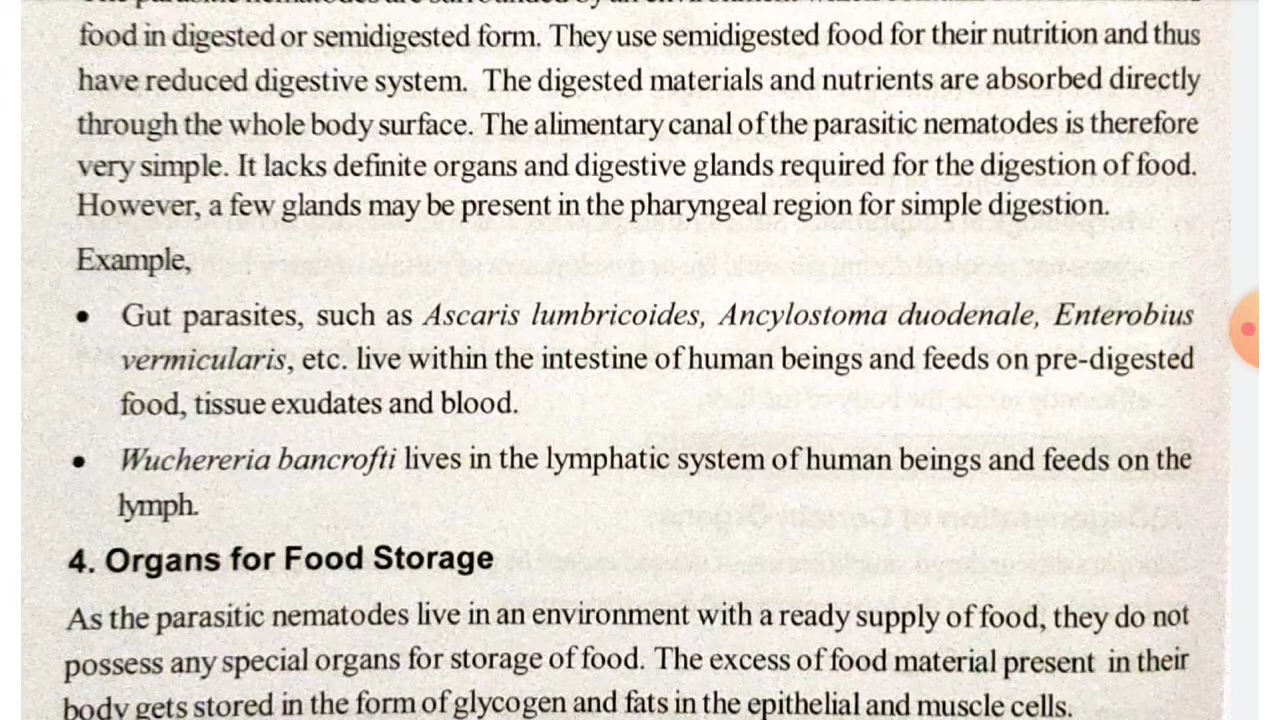 food in digested or semidigested form. They use semidigested food for their nutrition and thus
have reduced digestive system. The digested materials and nutrients are absorbed directly
through the whole body surface. The alimentary canal of the parasitic nematodes is therefore
very simple. It lacks definite organs and digestive glands required for the digestion of food.
However, a few glands may be present in the pharyngeal region for simple digestion.
Example,
• Gut parasites, such as Ascaris lumbricoides, Ancylostoma duodenale, Enterobius
vermicularis, etc. live within the intestine of human beings and feeds on pre-digested
food, tissue exudates and blood.
• Wuchereria bancrofti lives in the lymphatic system of human beings and feeds on the
lymph.
4. Organs for Food Storage
As the parasitic nematodes live in an environment with a ready supply of food, they do not
possess any special organs for storage of food. The excess of food material present in their
body gets stored in the form of glycogen and fats in the epithelial and muscle cells.